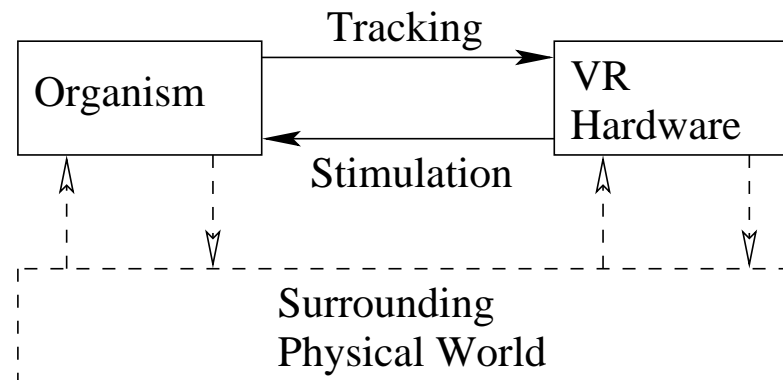 Tracking
Organism
VR
Hardware
Stimulation
Surrounding
Physical World